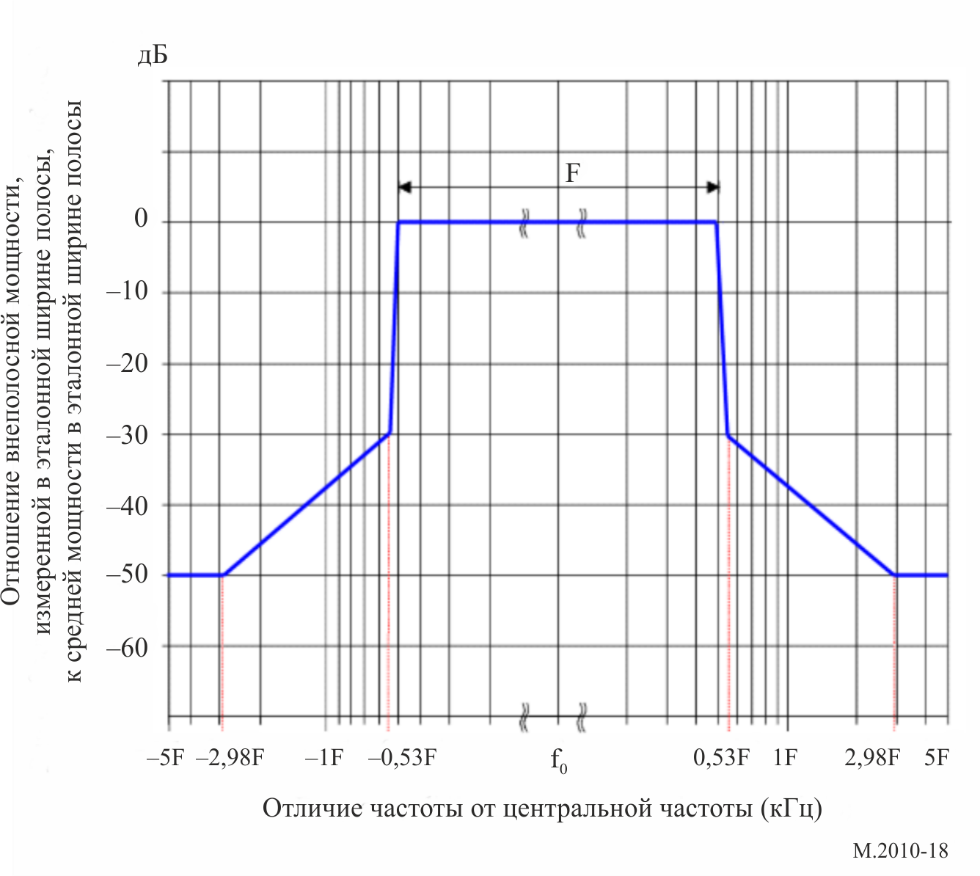 дБ
Отношение внеполосной мощности,
измеренной в эталонной ширине полосы,
к средней мощности в эталонной ширине полосы
F
0
–10
–20
–30
–40
–50
–60
–5F –2,98F –1F –0,53F f₀ 0,53F 1F 2,98F 5F
Отличие частоты от центральной частоты (кГц)
M.2010-18